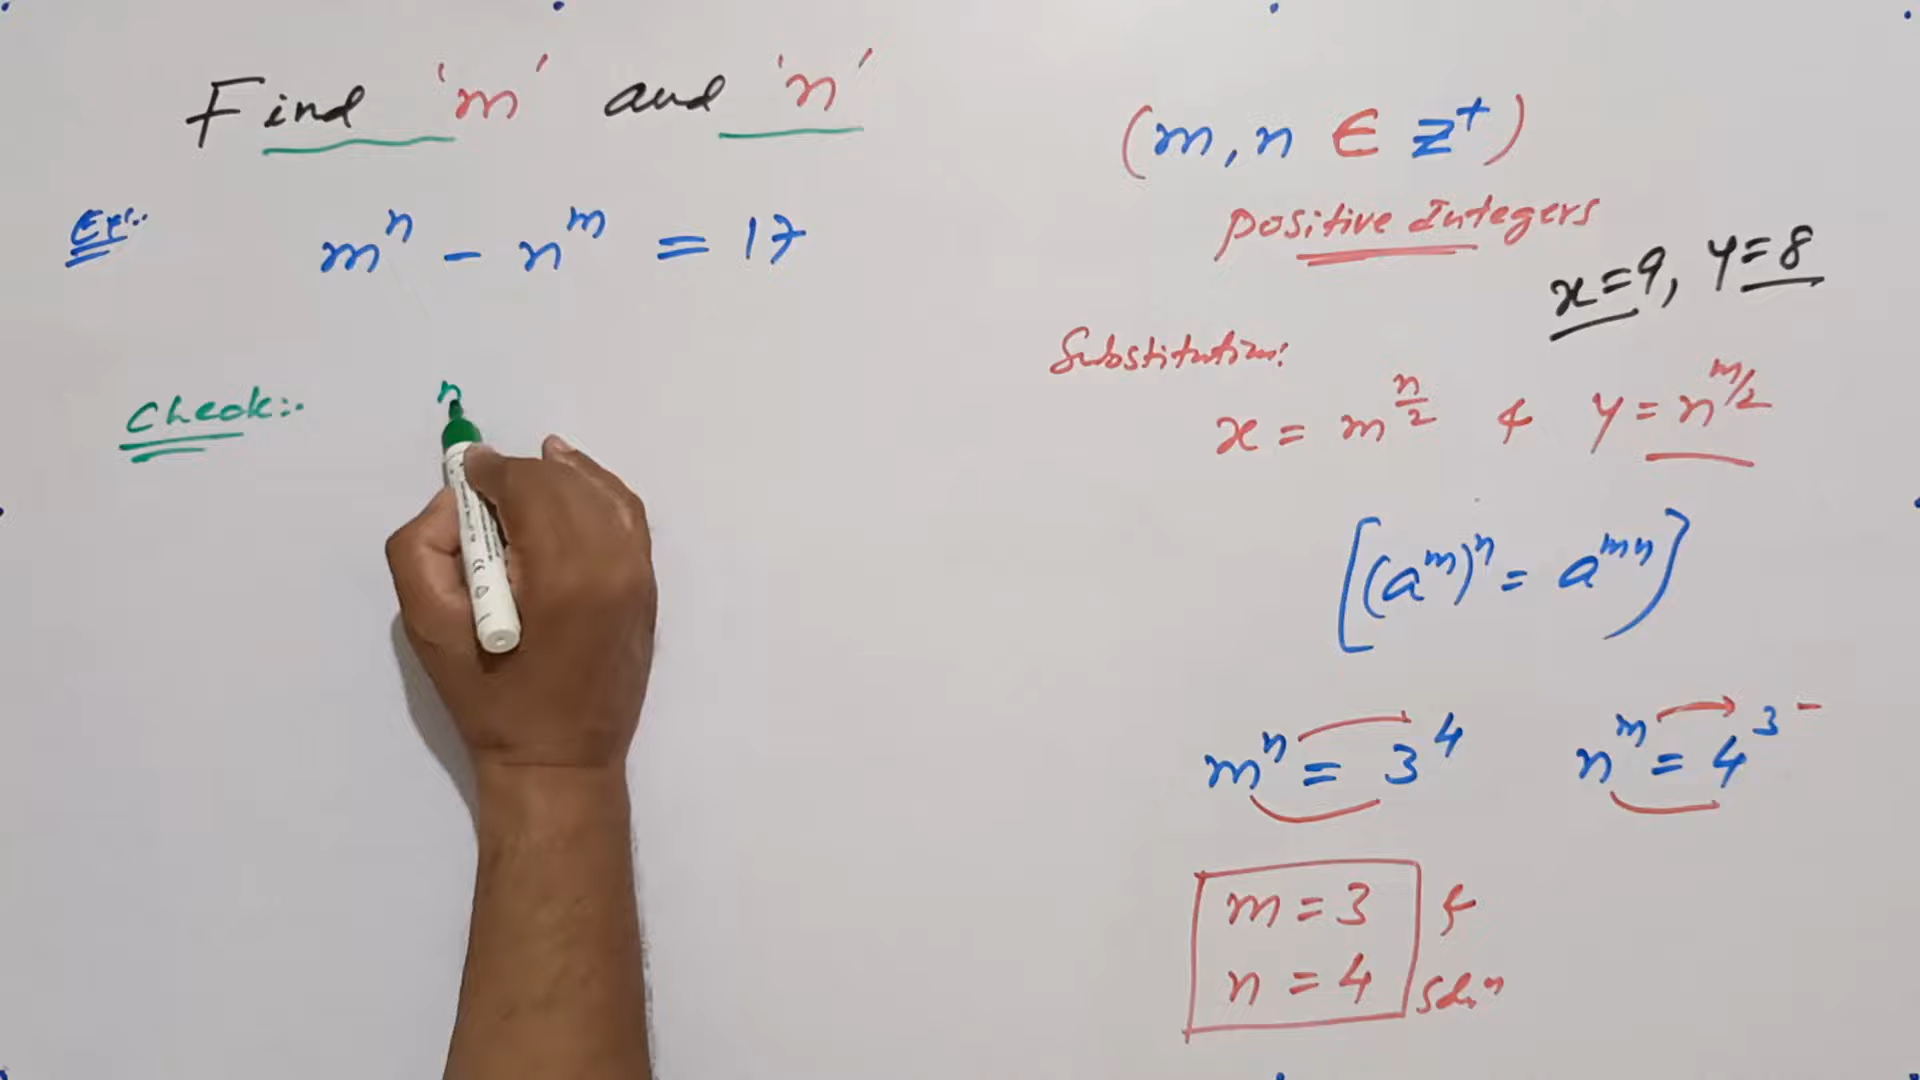 Find 'm' and 'n'
(m, n ∈ Z⁺)
Positive Integers
Ex:- mⁿ - nᵐ = 17
x=9, y=8
Substitution:
x = m^(n/2) & y = n^(m/2)
Check:- n
[(aᵐ)ⁿ = aᵐⁿ]
mⁿ = 3⁴ nᵐ = 4³
m = 3 &
n = 4 Solⁿ